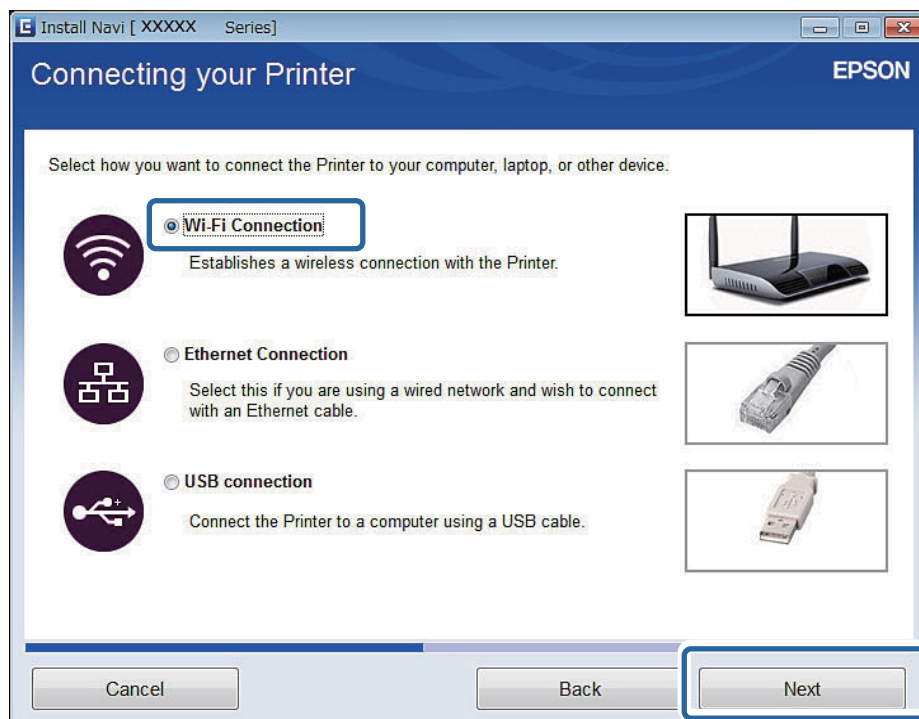 Install Navi [ XXXXX Series]
Connecting your Printer
EPSON
Select how you want to connect the Printer to your computer, laptop, or other device.
Wi-Fi Connection
Establishes a wireless connection with the Printer.
Ethernet Connection
Select this if you are using a wired network and wish to connect
with an Ethernet cable.
USB connection
Connect the Printer to a computer using a USB cable.
Cancel
Back
Next